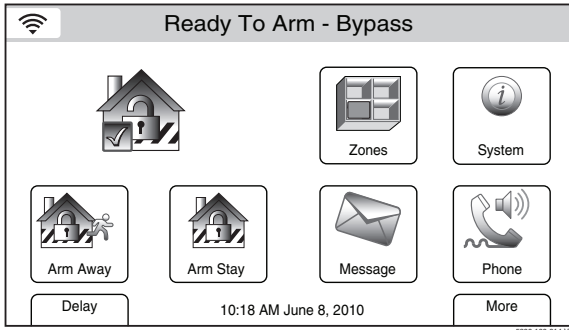 Ready To Arm - Bypass
Zones
System
Arm Away
Arm Stay
Message
Phone
Delay
10:18 AM June 8, 2010
More